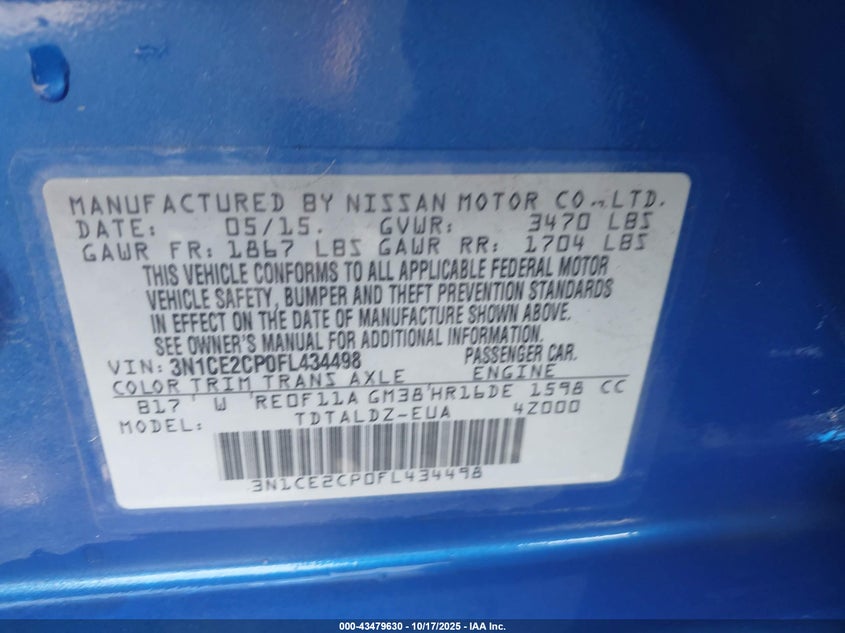 MANUFACTURED BY NISSAN MOTOR CO.,LTD.
DATE: 05/15. GVWR: 3470 LBS
GAWR FR: 1867 LBS GAWR RR: 1704 LBS
THIS VEHICLE CONFORMS TO ALL APPLICABLE FEDERAL MOTOR
VEHICLE SAFETY, BUMPER AND THEFT PREVENTION STANDARDS
IN EFFECT ON THE DATE OF MANUFACTURE SHOWN ABOVE.
SEE OWNER'S MANUAL FOR ADDITIONAL INFORMATION.
VIN: 3N1CE2CP0FL434498 PASSENGER CAR.
COLOR TRIM TRANS AXLE ENGINE
B17 W RE0F11A GM38 HR16DE 1598 CC
MODEL: TDTALDZ-EUA 4Z000
3N1CE2CP0FL434498
000-43479630 - 10/17/2025 - IAA Inc.